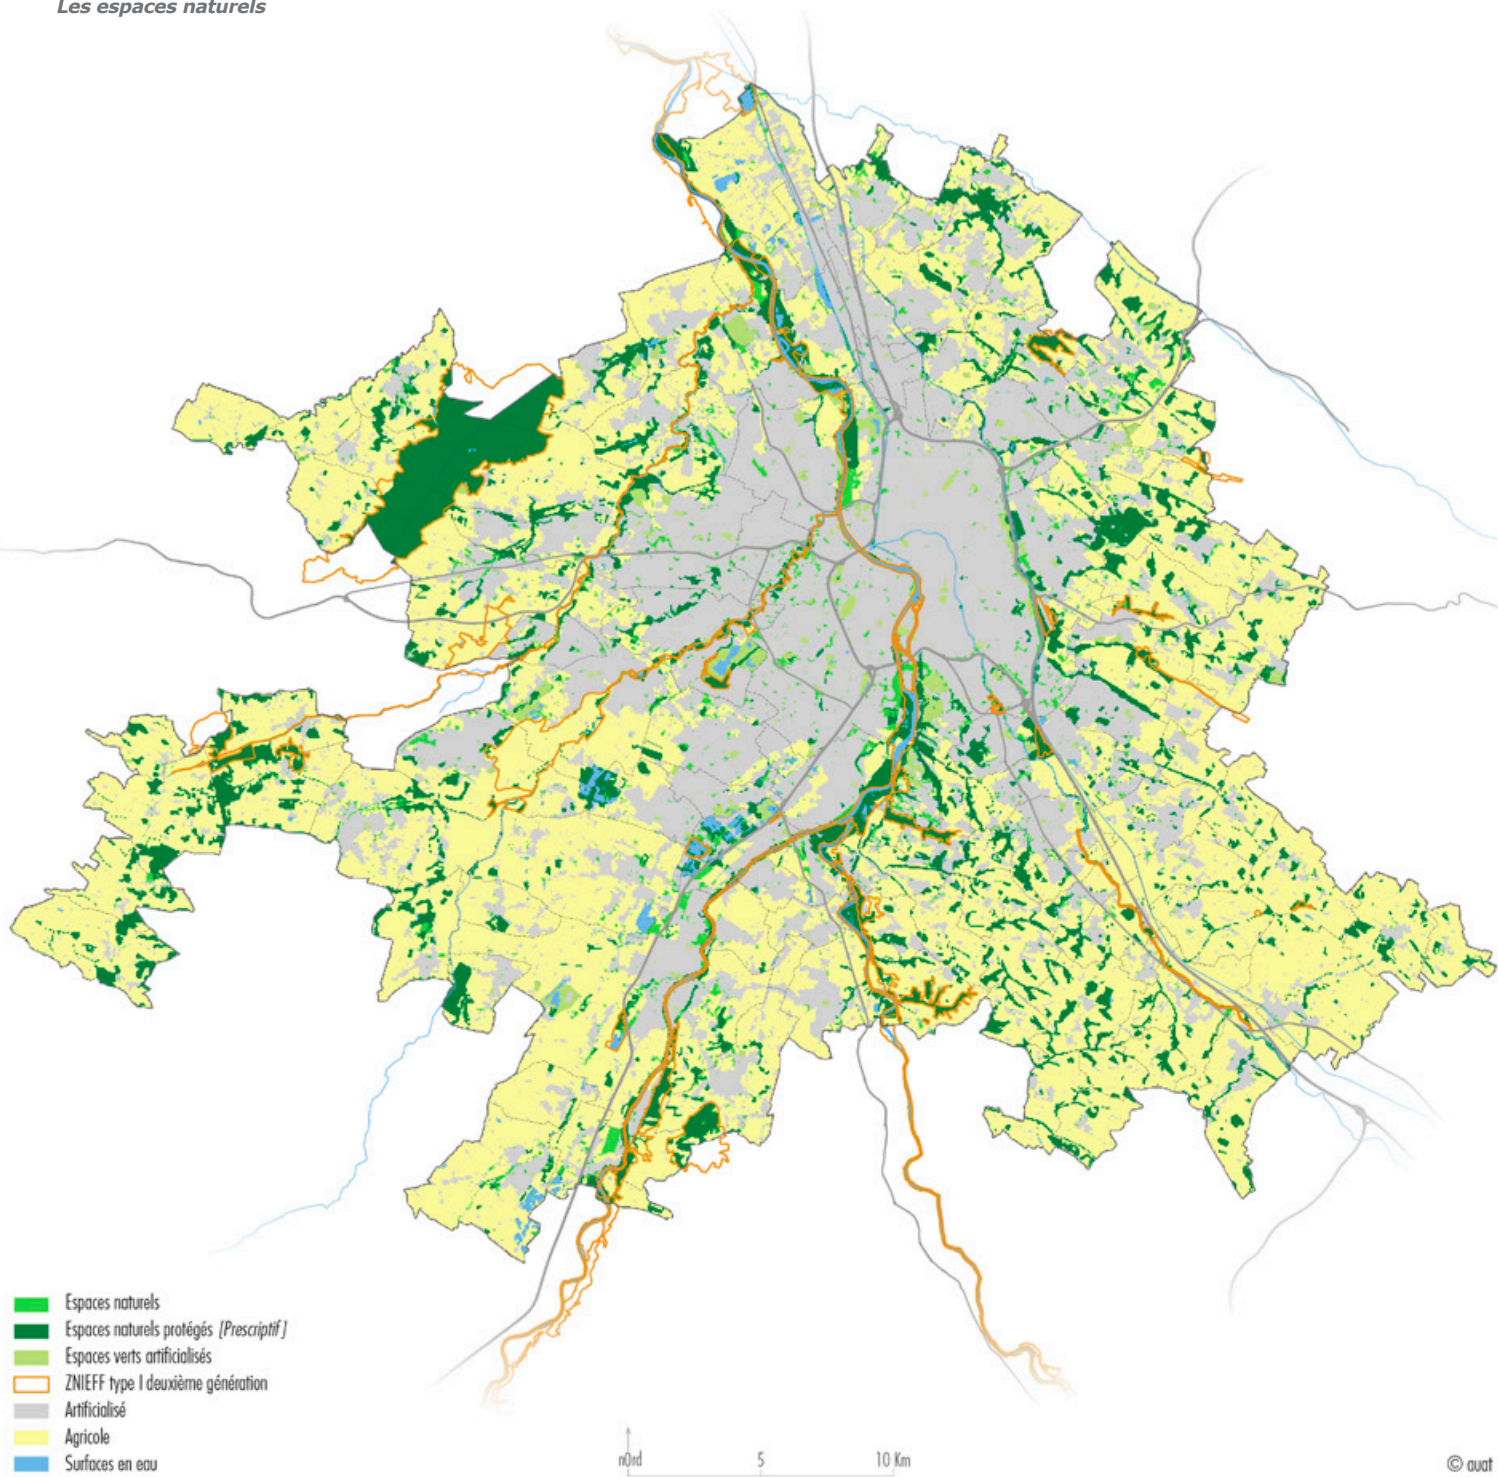 Les espaces naturels
Espaces naturels
Espaces naturels protégés [Prescriptif]
Espaces verts artificialisés
ZNIEFF type I deuxième génération
Artificialisé
Agricole
Surfaces en eau
nOrd 5 10 Km
© auat